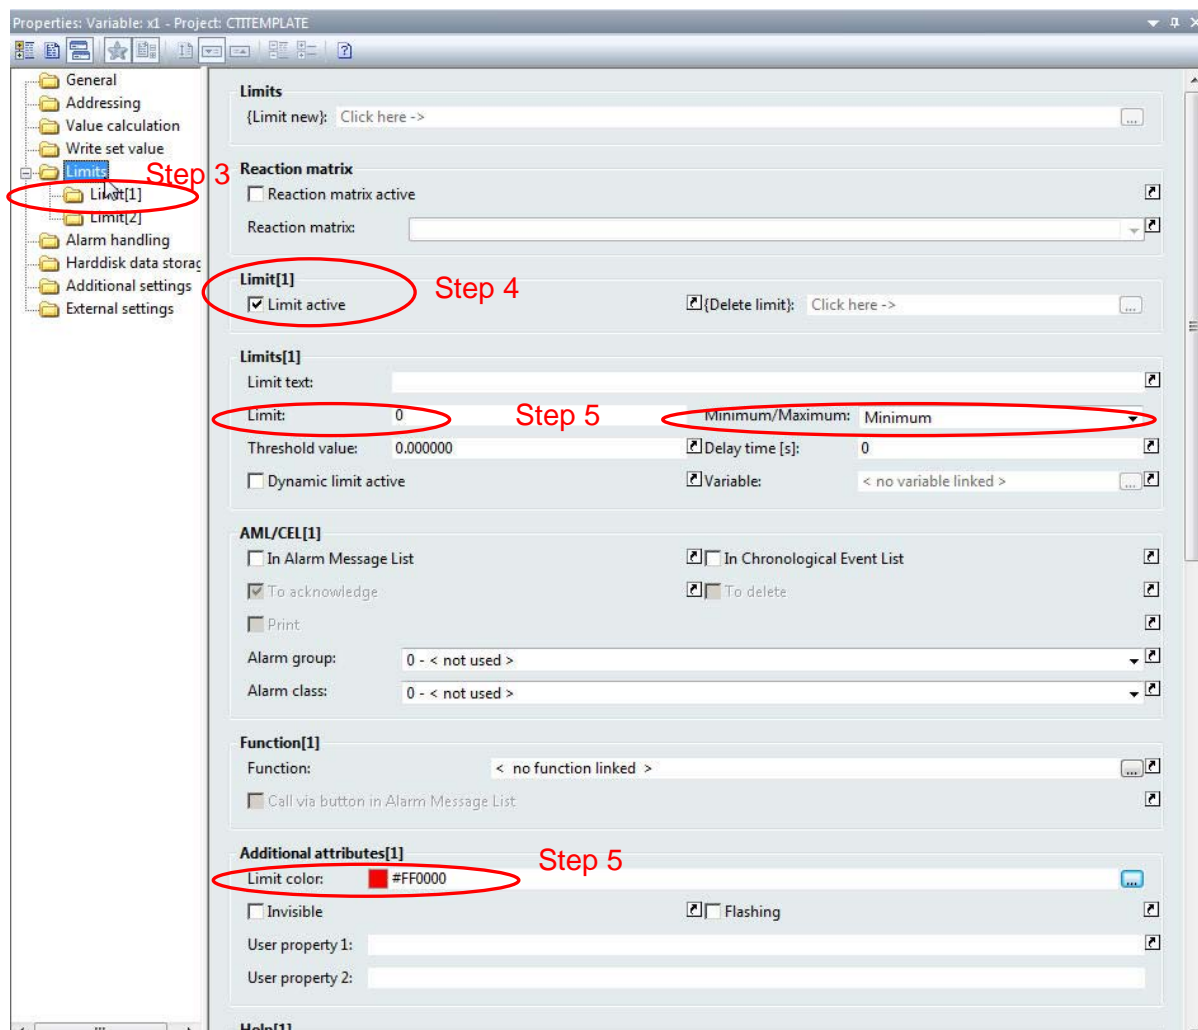 Properties: Variable: x1 - Project: CTITEMPLATE
General
Addressing
Value calculation
Write set value
Limits
Step 3
Limit[1]
Limit[2]
Alarm handling
Harddisk data storag
Additional settings
External settings
Limits
{Limit new}: Click here ->
Reaction matrix
Reaction matrix active
Reaction matrix:
Limit[1]
Step 4
Limit active {Delete limit}: Click here ->
Limits[1]
Limit text:
Limit: 0 Step 5 Minimum/Maximum: Minimum
Threshold value: 0.000000 Delay time [s]: 0
Dynamic limit active Variable: < no variable linked >
AML/CEL[1]
In Alarm Message List In Chronological Event List
To acknowledge To delete
Print
Alarm group: 0 - < not used >
Alarm class: 0 - < not used >
Function[1]
Function: < no function linked >
Call via button in Alarm Message List
Additional attributes[1]
Step 5
Limit color: #FF0000
Invisible Flashing
User property 1:
User property 2:
Help[1]